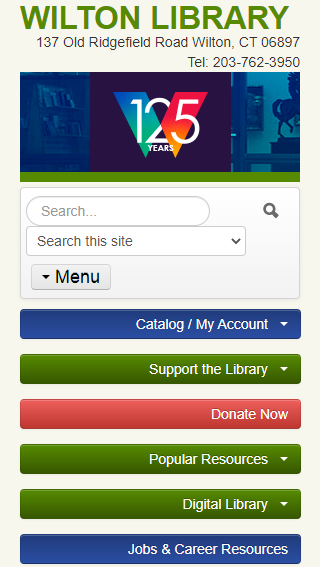 WILTON LIBRARY
137 Old Ridgefield Road Wilton, CT 06897
Tel: 203-762-3950
125
YEARS
Search...
Search this site
Menu
Catalog / My Account
Support the Library
Donate Now
Popular Resources
Digital Library
Jobs & Career Resources